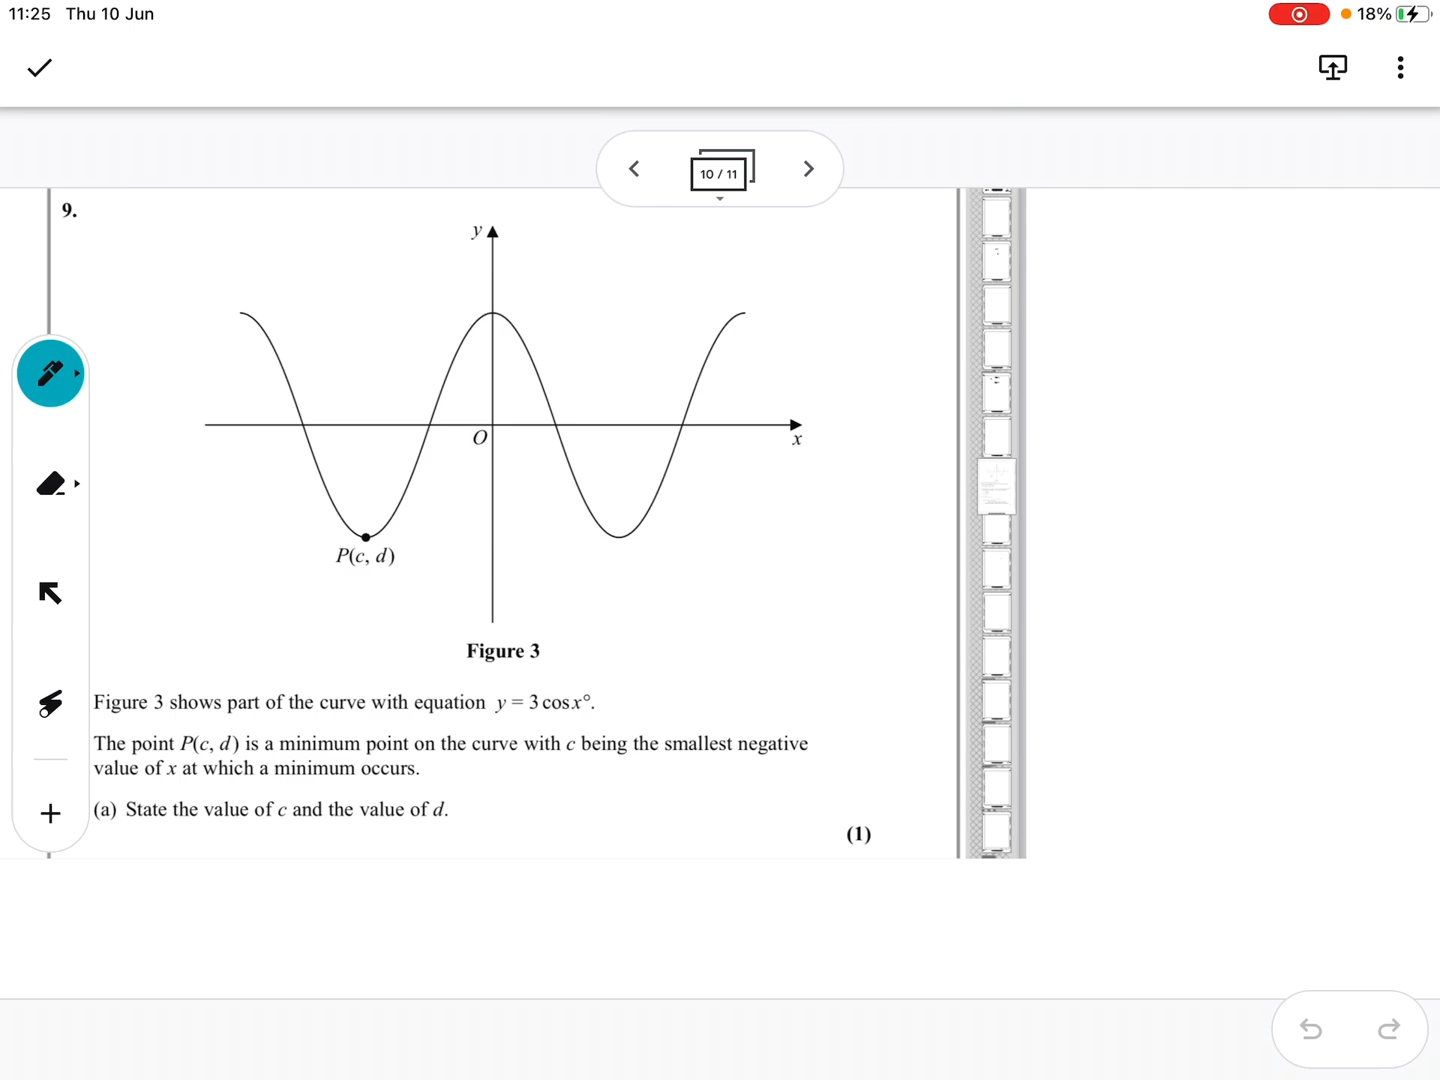 11:25 Thu 10 Jun
18%
10 / 11
9.
y
O
x
P(c, d)
Figure 3
Figure 3 shows part of the curve with equation y = 3 cos x°.
The point P(c, d) is a minimum point on the curve with c being the smallest negative
value of x at which a minimum occurs.
(a) State the value of c and the value of d.
(1)